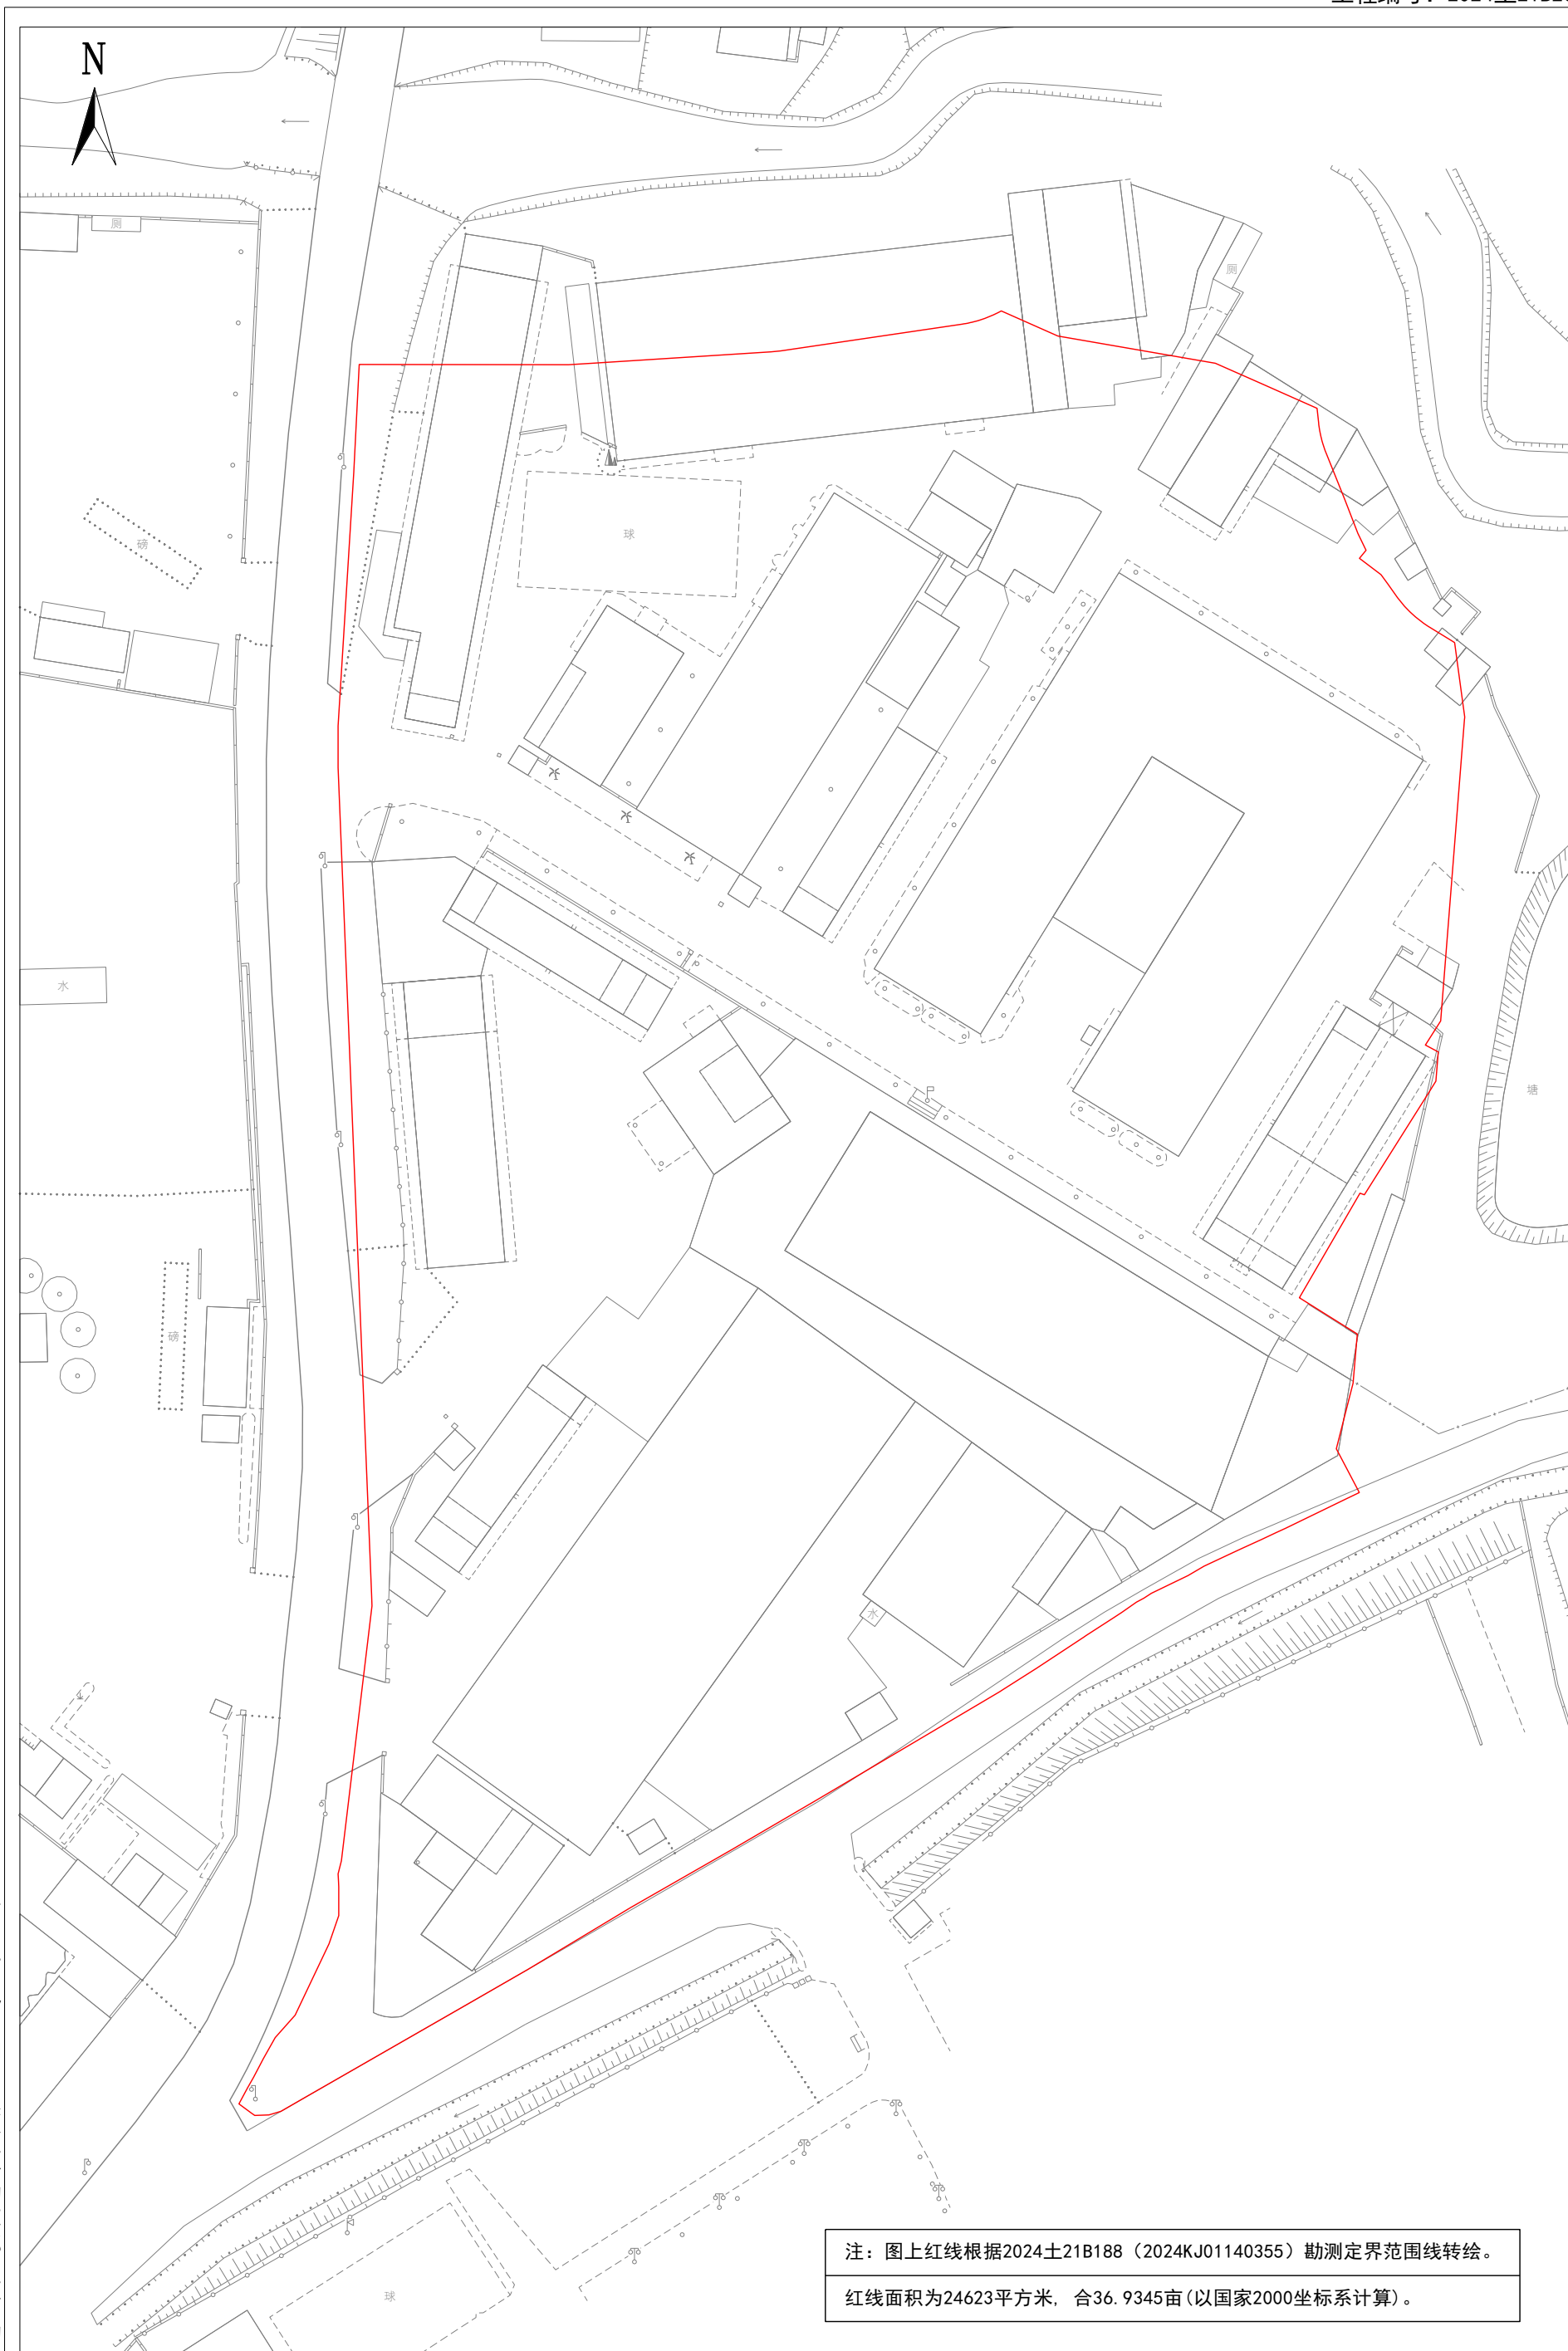 N
厕
厕
磅
球
水
塘
磅
水
球
注：图上红线根据2024土21B188（2024KJ01140355）勘测定界范围线转绘。
红线面积为24623平方米, 合36.9345亩(以国家2000坐标系计算)。